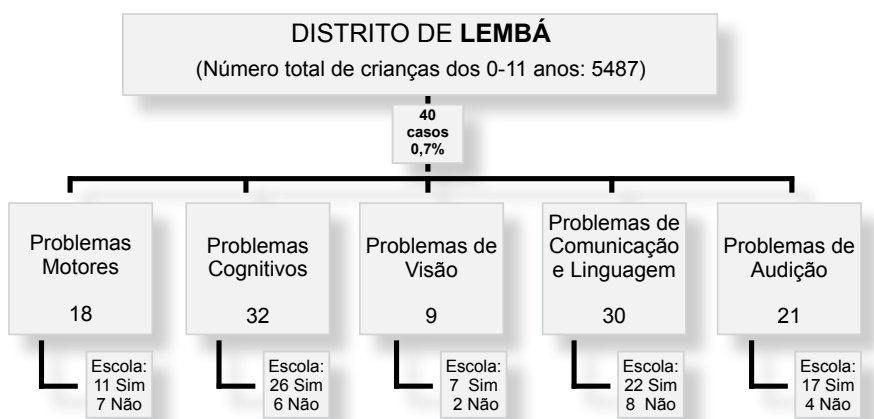 DISTRITO DE LEMBÁ
(Número total de crianças dos 0-11 anos: 5487)
40
casos
0,7%
Problemas
Motores
18
Problemas
Cognitivos
32
Problemas de
Visão
9
Problemas de
Comunicação
e Linguagem
30
Problemas de
Audição
21
Escola:
11 Sim
7 Não
Escola:
26 Sim
6 Não
Escola:
7 Sim
2 Não
Escola:
22 Sim
8 Não
Escola:
17 Sim
4 Não